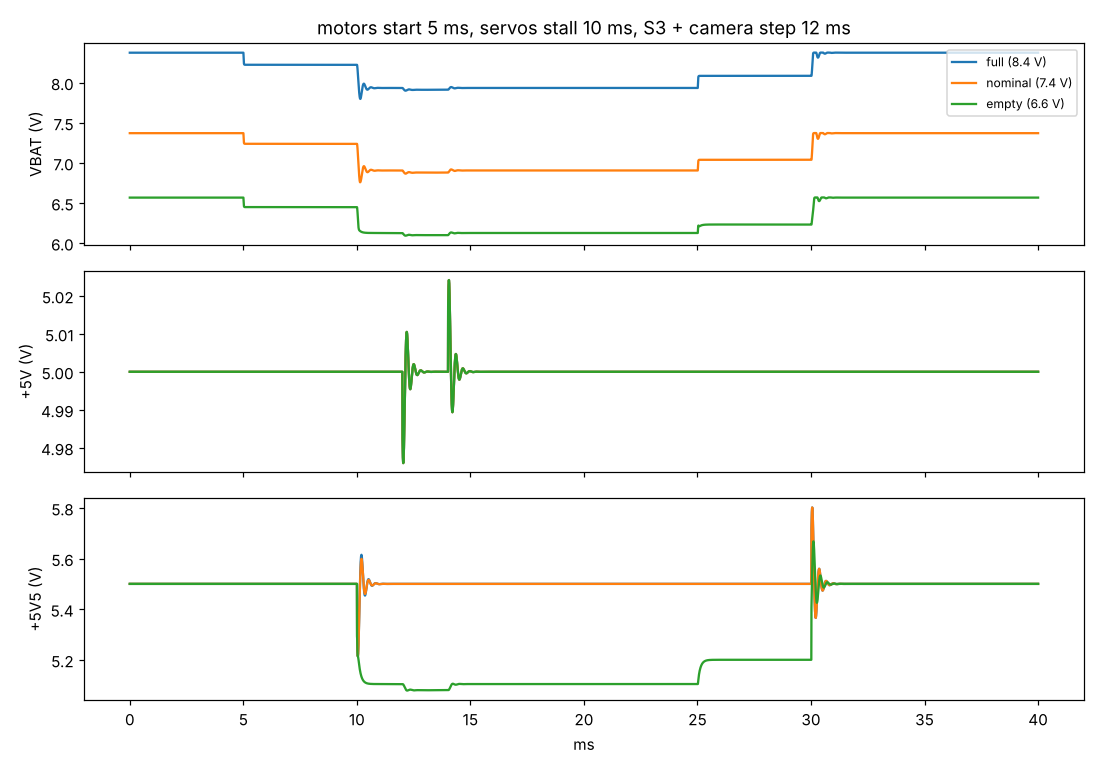 motors start 5 ms, servos stall 10 ms, S3 + camera step 12 ms
VBAT (V)
8.0
7.5
7.0
6.5
6.0
full (8.4 V)
nominal (7.4 V)
empty (6.6 V)
+5V (V)
5.02
5.01
5.00
4.99
4.98
+5V5 (V)
5.8
5.6
5.4
5.2
0 5 10 15 20 25 30 35 40
ms